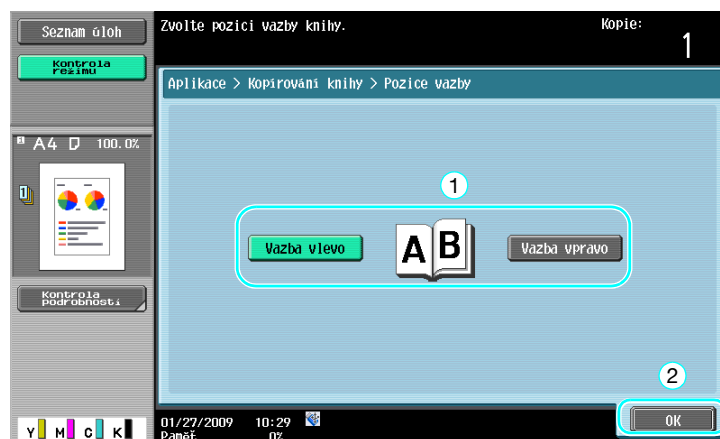 Seznam úloh
Zvolte pozici vazby knihy.
Kopie:
1
Kontrola
režimu
Aplikace > Kopírování knihy > Pozice vazby
A4 100.0%
1
Vazba vlevo
A B
Vazba vpravo
Kontrola
podrobností
2
OK
01/27/2009 10:29
Paměť 0%
Y M C K